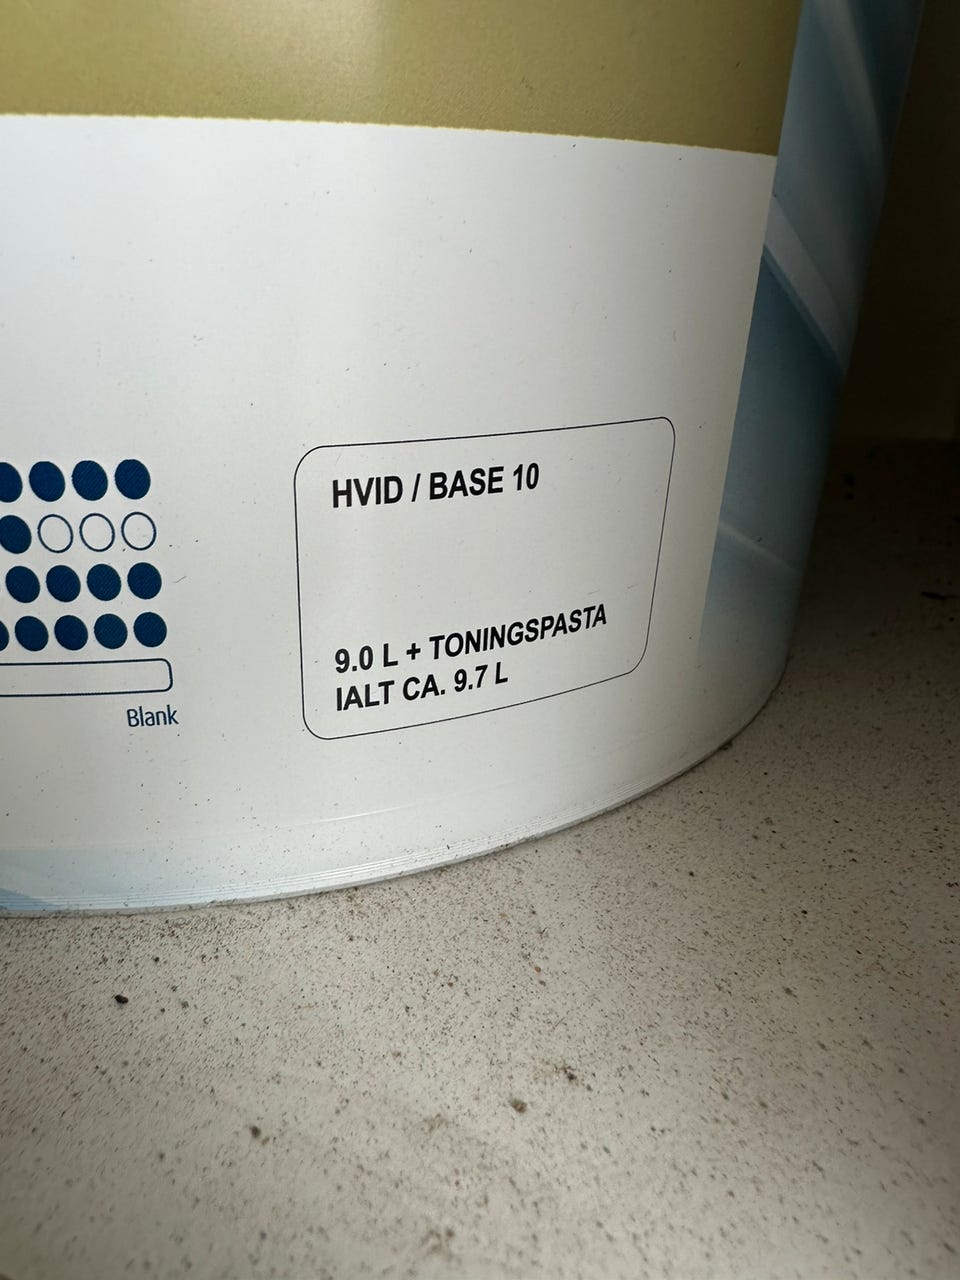 HVID / BASE 10
9.0 L + TONINGSPASTA
IALT CA. 9.7 L
Blank